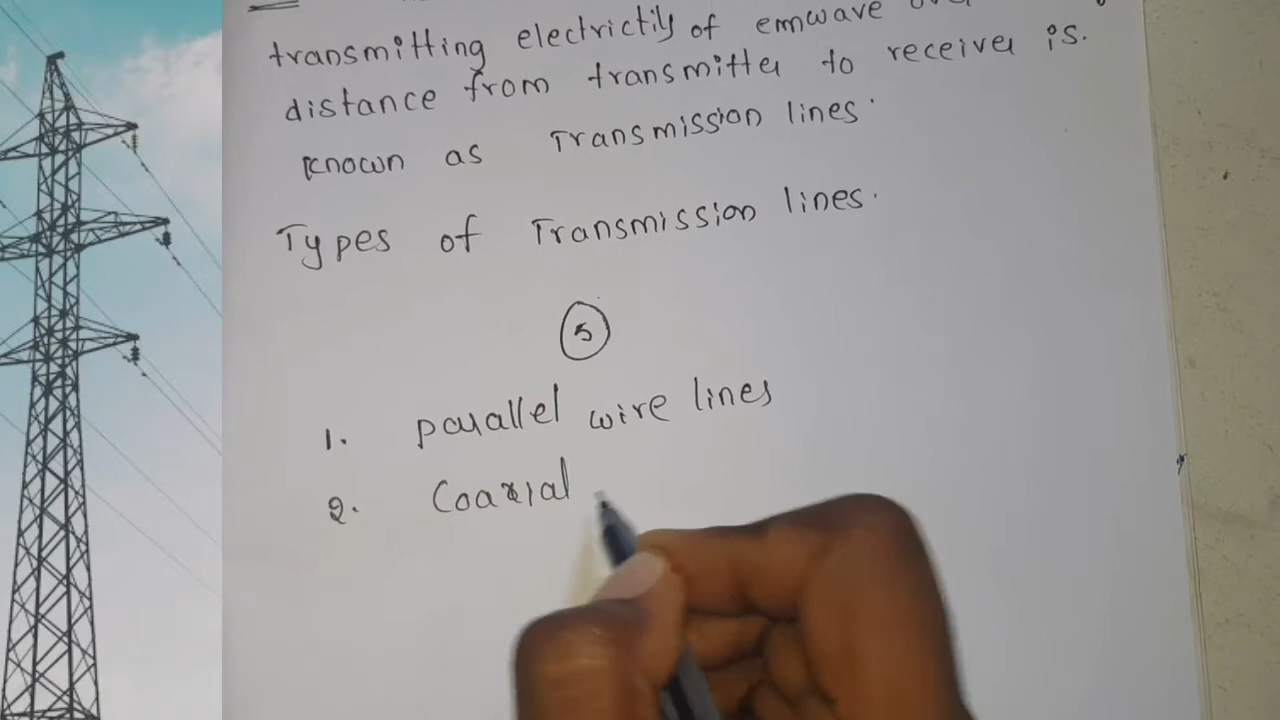 transmitting electrictily of emwave
distance from transmitter to receiver is.
known as Transmission lines.
Types of Transmission lines.
5
1. parallel wire lines
2. Coaxial